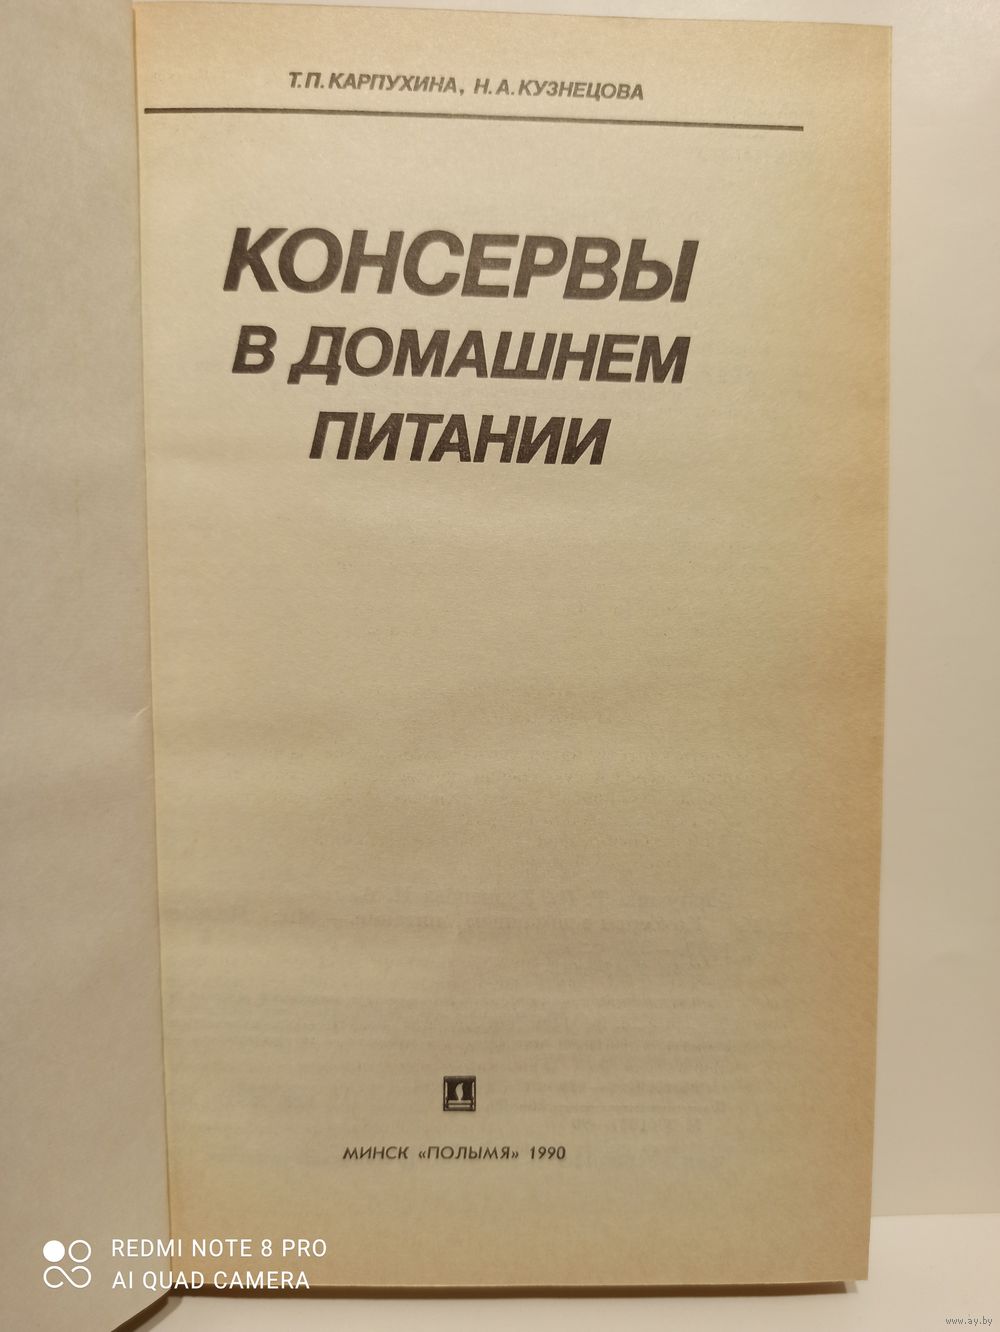 Т. П. КАРПУХИНА, Н. А. КУЗНЕЦОВА
КОНСЕРВЫ
В ДОМАШНЕМ
ПИТАНИИ
МИНСК «ПОЛЫМЯ» 1990
REDMI NOTE 8 PRO
AI QUAD CAMERA
www.ay.by